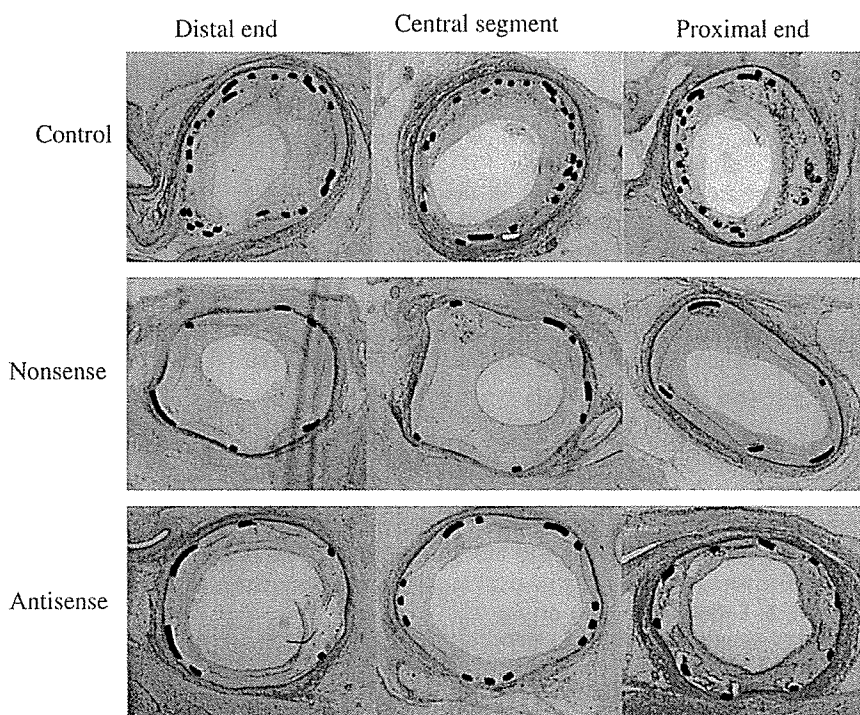 Distal end
Central segment
Proximal end
Control
Nonsense
Antisense